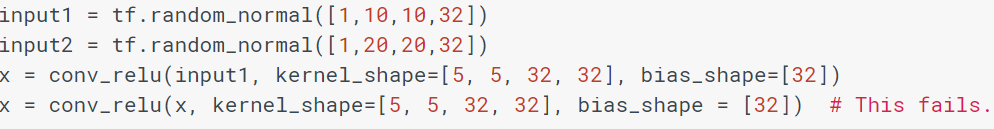 input1 = tf.random_normal([1,10,10,32])
input2 = tf.random_normal([1,20,20,32])
x = conv_relu(input1, kernel_shape=[5, 5, 32, 32], bias_shape=[32])
x = conv_relu(x, kernel_shape=[5, 5, 32, 32], bias_shape = [32])  # This fails.